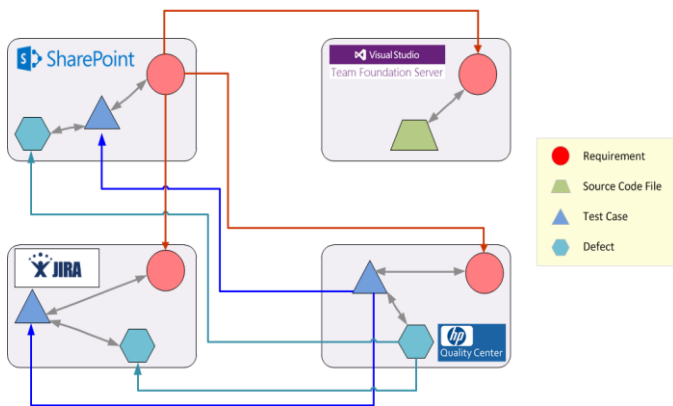 SharePoint
Visual Studio
Team Foundation Server
Requirement
Source Code File
Test Case
Defect
JIRA
hp
Quality Center